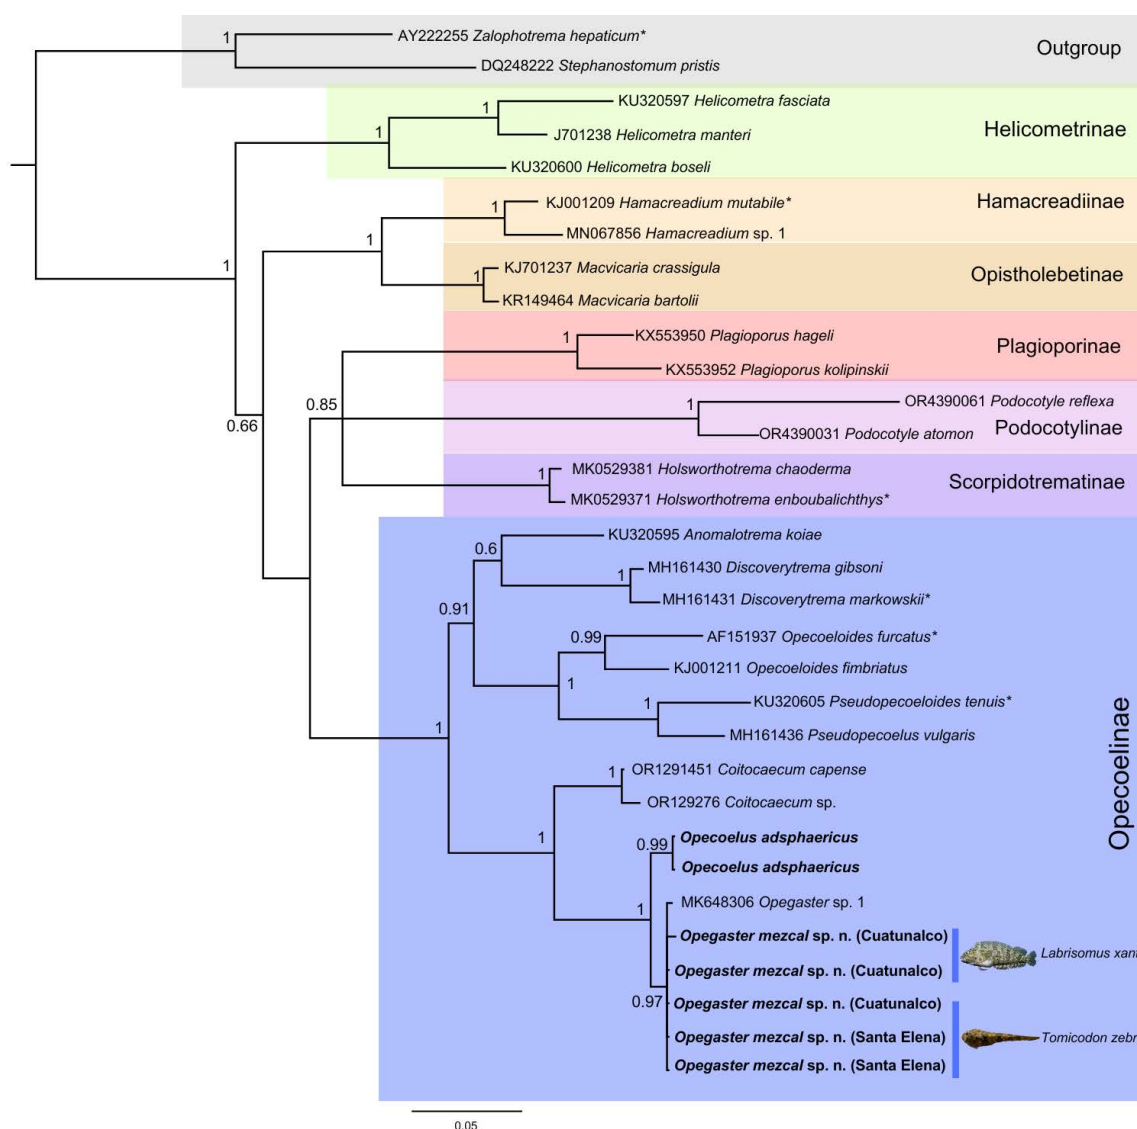 1
AY222255 Zalophotrema hepaticum*
DQ248222 Stephanostomum pristis
Outgroup
1
1
KU320597 Helicometra fasciata
J701238 Helicometra manteri
KU320600 Helicometra boseli
Helicometrinae
1
1
1
KJ001209 Hamacreadium mutabile*
MN067856 Hamacreadium sp. 1
Hamacreadiinae
1
KJ701237 Macvicaria crassigula
KR149464 Macvicaria bartolii
Opistholebetinae
0.66
0.85
1
KX553950 Plagioporus hageli
KX553952 Plagioporus kolipinskii
Plagioporinae
1
OR4390061 Podocotyle reflexa
OR4390031 Podocotyle atomon
Podocotylinae
1
MK0529381 Holsworthotrema chaoderma
MK0529371 Holsworthotrema enboubalichthys*
Scorpidotrematinae
1
0.91
0.6
KU320595 Anomalotrema koiae
1
MH161430 Discoverytrema gibsoni
MH161431 Discoverytrema markowskii*
1
0.99
AF151937 Opecoeloides furcatus*
KJ001211 Opecoeloides fimbriatus
1
KU320605 Pseudopecoeloides tenuis*
MH161436 Pseudopecoelus vulgaris
Opecoelinae
1
1
OR1291451 Coitocaecum capense
OR129276 Coitocaecum sp.
1
0.99
Opecoelus adsphaericus
Opecoelus adsphaericus
0.97
MK648306 Opegaster sp. 1
Opegaster mezcal sp. n. (Cuatunalco)
Opegaster mezcal sp. n. (Cuatunalco)
Labrisomus xant
Opegaster mezcal sp. n. (Cuatunalco)
Opegaster mezcal sp. n. (Santa Elena)
Opegaster mezcal sp. n. (Santa Elena)
Tomicodon zebr
0.05